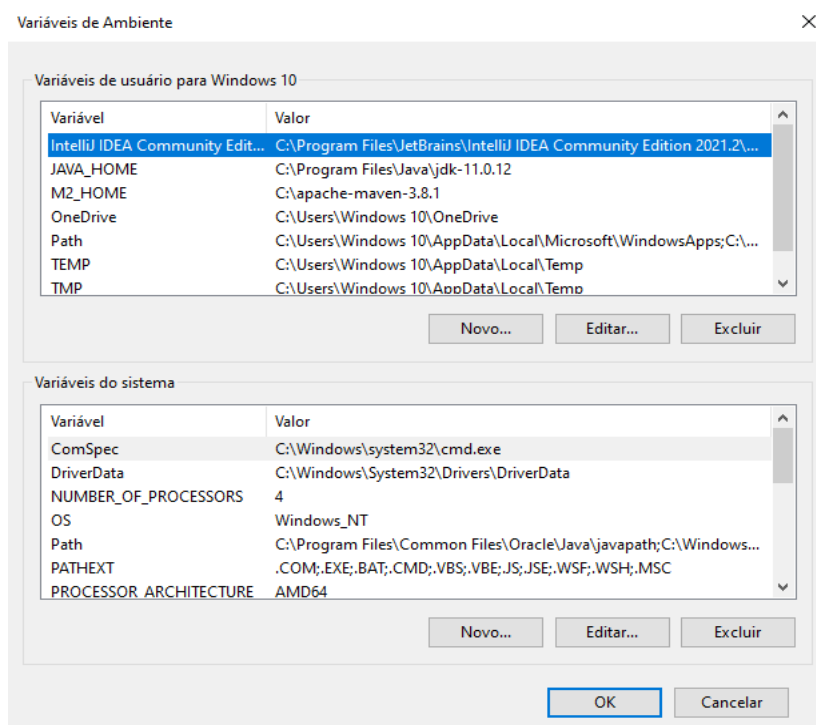 Variáveis de Ambiente
Variáveis de usuário para Windows 10
Variável Valor
IntelliJ IDEA Community Edit... C:\Program Files\JetBrains\IntelliJ IDEA Community Edition 2021.2\...
JAVA_HOME C:\Program Files\Java\jdk-11.0.12
M2_HOME C:\apache-maven-3.8.1
OneDrive C:\Users\Windows 10\OneDrive
Path C:\Users\Windows 10\AppData\Local\Microsoft\WindowsApps;C:\...
TEMP C:\Users\Windows 10\AppData\Local\Temp
TMP C:\Users\Windows 10\AppData\Local\Temp
Novo... Editar... Excluir
Variáveis do sistema
Variável Valor
ComSpec C:\Windows\system32\cmd.exe
DriverData C:\Windows\System32\Drivers\DriverData
NUMBER_OF_PROCESSORS 4
OS Windows_NT
Path C:\Program Files\Common Files\Oracle\Java\javapath;C:\Windows...
PATHEXT .COM;.EXE;.BAT;.CMD;.VBS;.VBE;.JS;.JSE;.WSF;.WSH;.MSC
PROCESSOR_ARCHITECTURE AMD64
Novo... Editar... Excluir
OK Cancelar